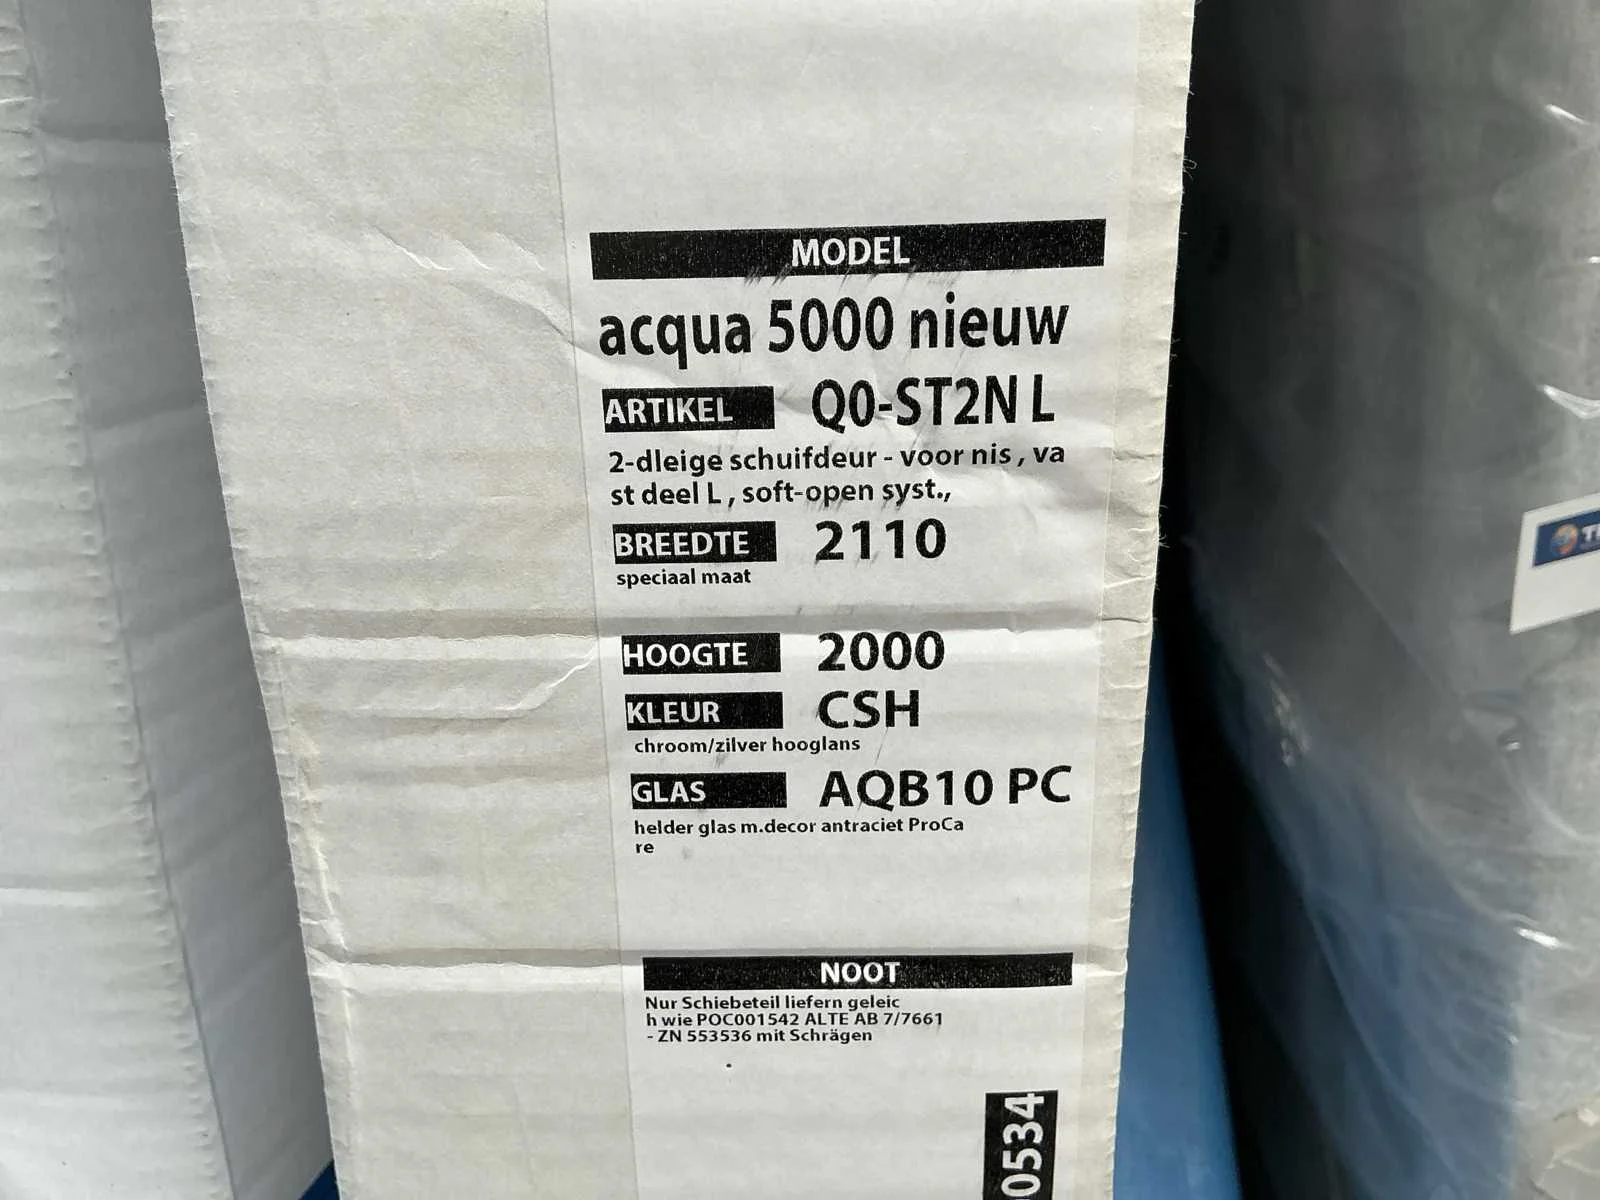 MODEL
acqua 5000 nieuw
ARTIKEL Q0-ST2N L
2-dleige schuifdeur - voor nis , va
st deel L , soft-open syst.,
BREEDTE 2110
speciaal maat
HOOGTE 2000
KLEUR CSH
chroom/zilver hooglans
GLAS AQB10 PC
helder glas m.decor antraciet ProCa
re
NOOT
Nur Schiebeteil liefern geleic
h wie POC001542 ALTE AB 7/7661
- ZN 553536 mit Schrägen
0534